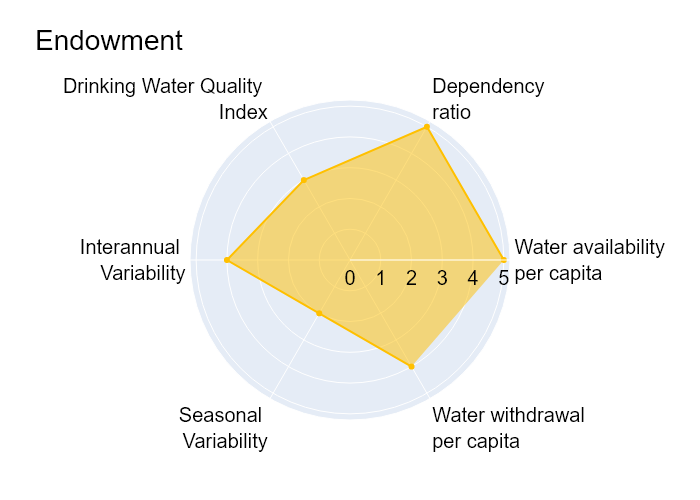 Endowment
Drinking Water Quality
Index
Dependency
ratio
Interannual
Variability
Water availability
per capita
0 1 2 3 4 5
Seasonal
Variability
Water withdrawal
per capita